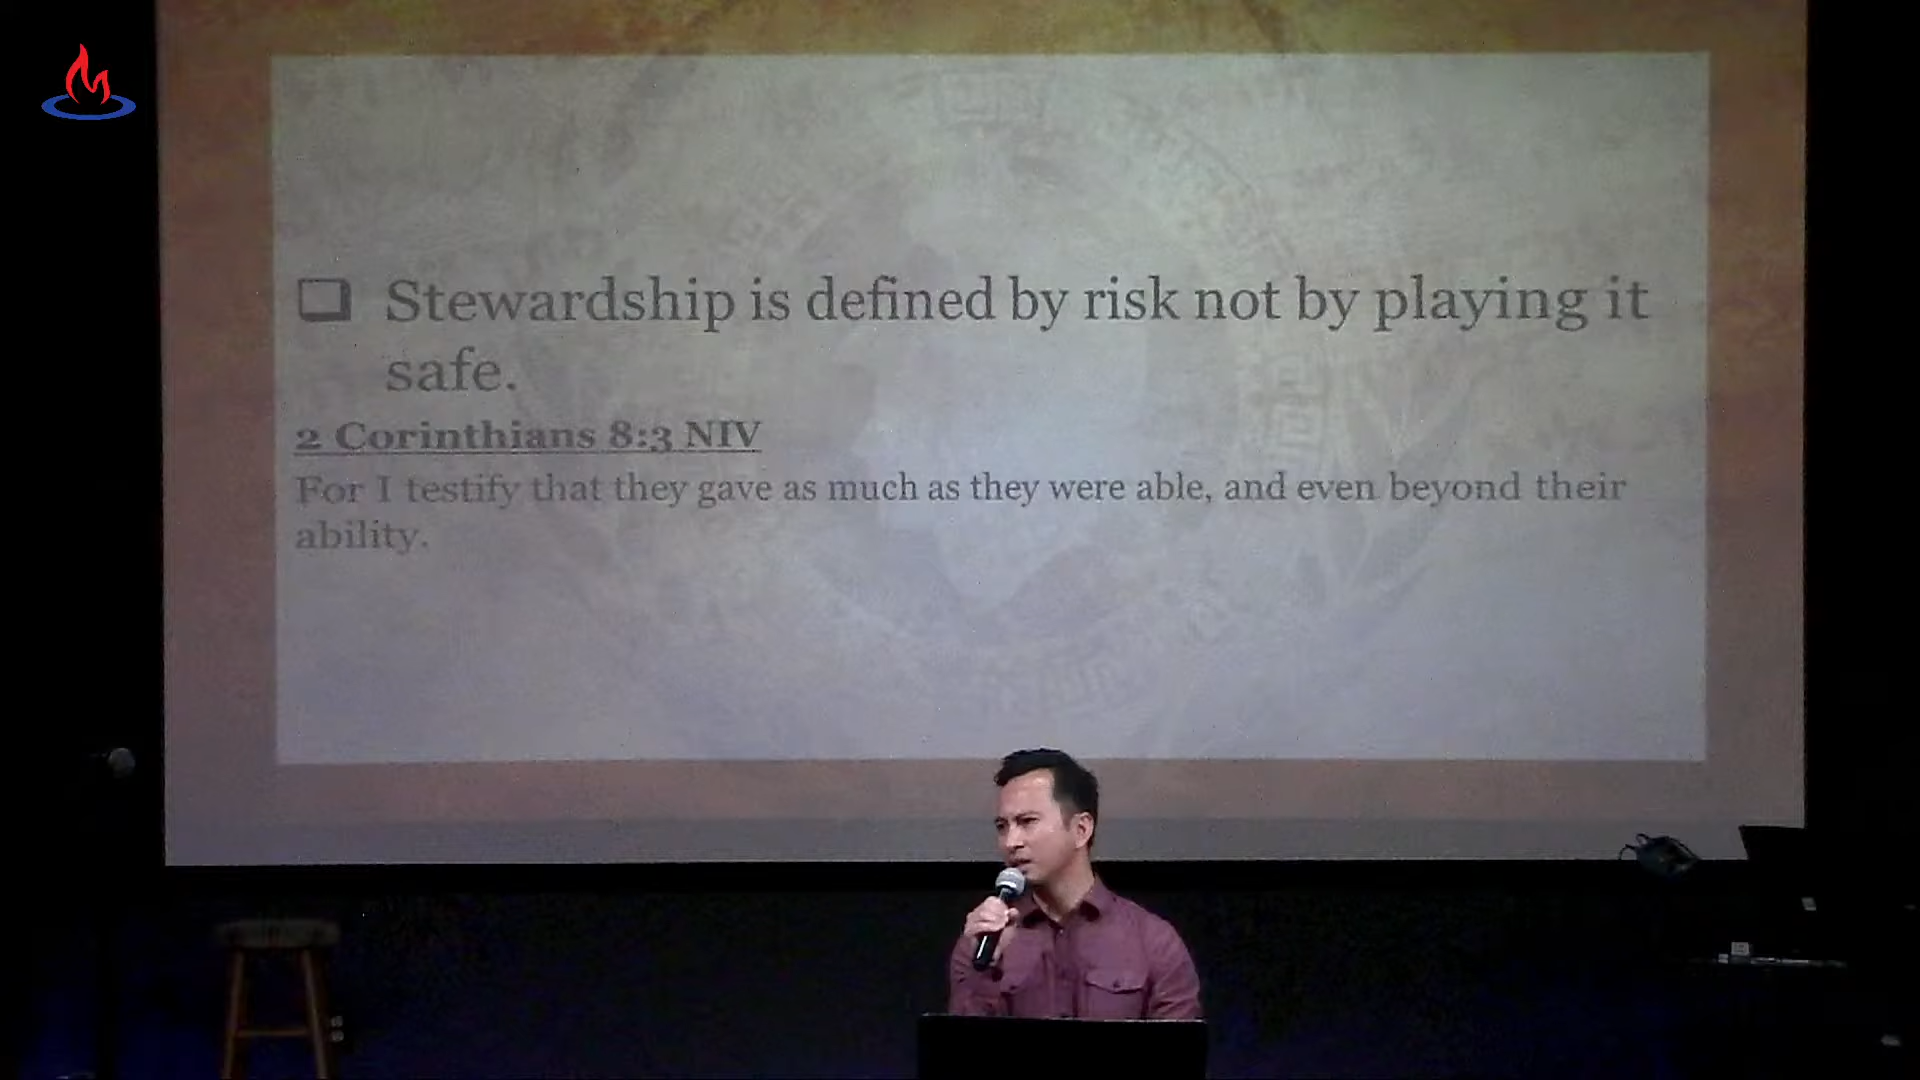 Stewardship is defined by risk not by playing it
safe.
2 Corinthians 8:3 NIV
For I testify that they gave as much as they were able, and even beyond their
ability.